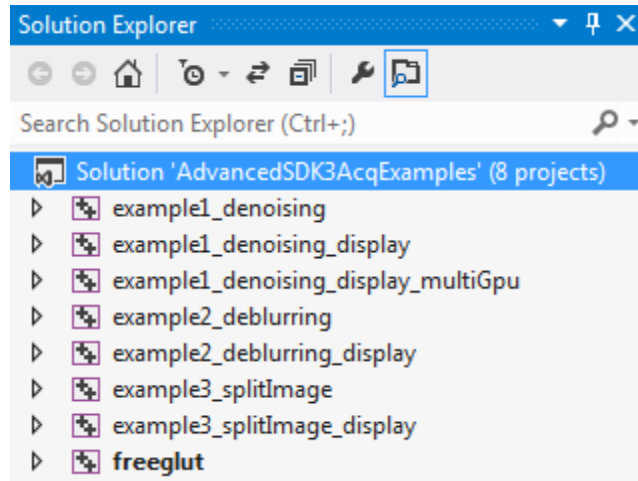 Solution Explorer
Search Solution Explorer (Ctrl+;)
Solution 'AdvancedSDK3AcqExamples' (8 projects)
example1_denoising
example1_denoising_display
example1_denoising_display_multiGpu
example2_deblurring
example2_deblurring_display
example3_splitImage
example3_splitImage_display
freeglut